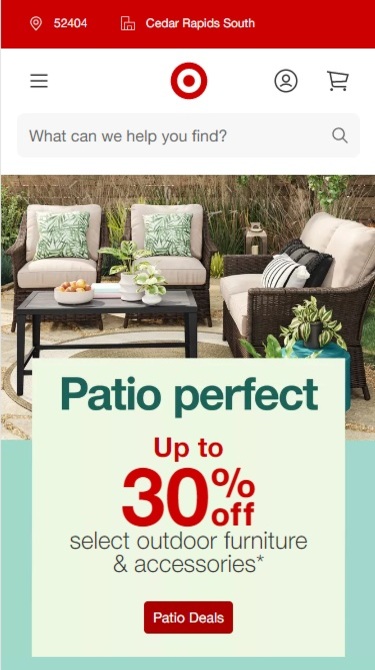 52404 Cedar Rapids South
What can we help you find?
Patio perfect
Up to
30% off
select outdoor furniture
& accessories*
Patio Deals